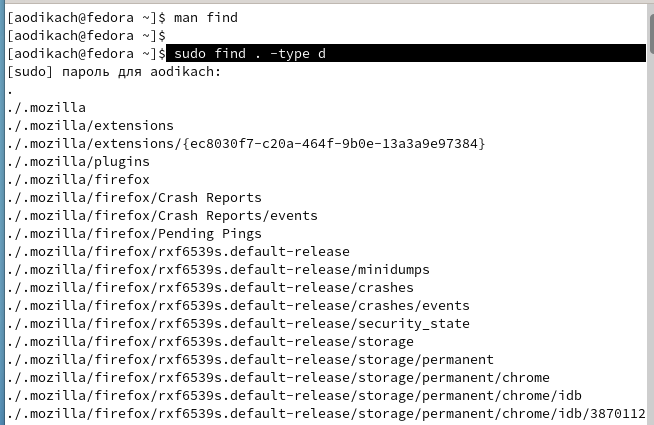 [aodikach@fedora ~]$ man find
[aodikach@fedora ~]$
[aodikach@fedora ~]$ sudo find . -type d
[sudo] пароль для aodikach:
.
./.mozilla
./.mozilla/extensions
./.mozilla/extensions/{ec8030f7-c20a-464f-9b0e-13a3a9e97384}
./.mozilla/plugins
./.mozilla/firefox
./.mozilla/firefox/Crash Reports
./.mozilla/firefox/Crash Reports/events
./.mozilla/firefox/Pending Pings
./.mozilla/firefox/rxf6539s.default-release
./.mozilla/firefox/rxf6539s.default-release/minidumps
./.mozilla/firefox/rxf6539s.default-release/crashes
./.mozilla/firefox/rxf6539s.default-release/crashes/events
./.mozilla/firefox/rxf6539s.default-release/security_state
./.mozilla/firefox/rxf6539s.default-release/storage
./.mozilla/firefox/rxf6539s.default-release/storage/permanent
./.mozilla/firefox/rxf6539s.default-release/storage/permanent/chrome
./.mozilla/firefox/rxf6539s.default-release/storage/permanent/chrome/idb
./.mozilla/firefox/rxf6539s.default-release/storage/permanent/chrome/idb/3870112